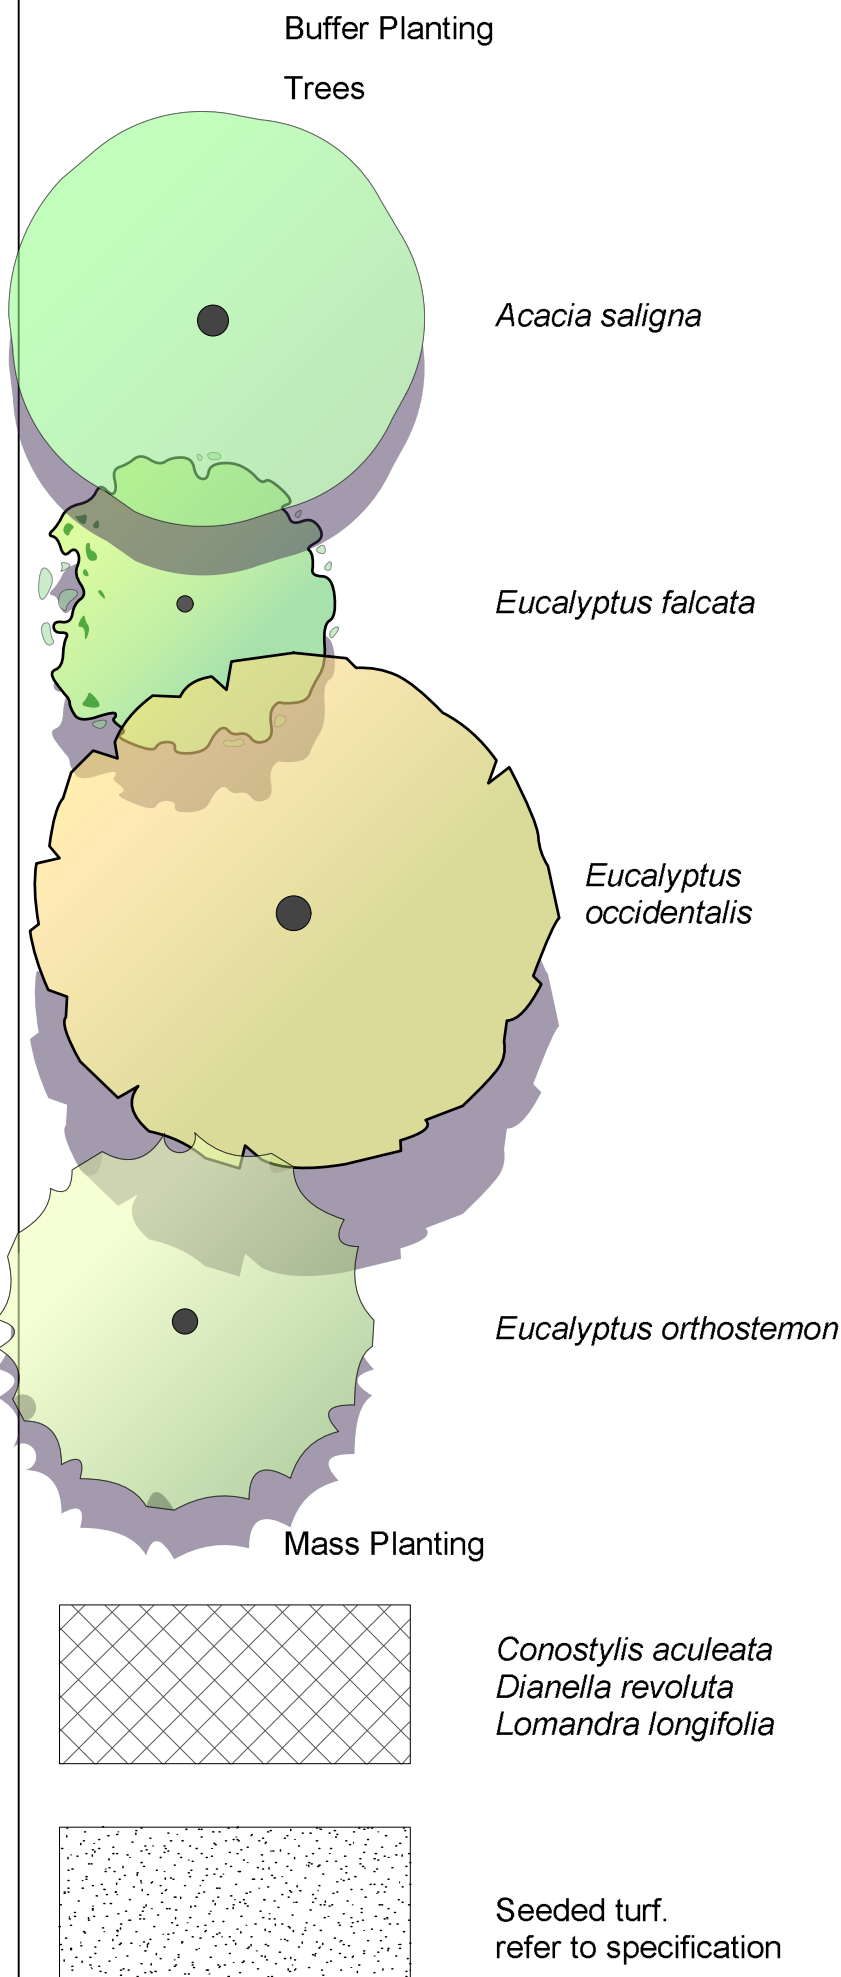 Buffer Planting
Trees
Acacia saligna
Eucalyptus falcata
Eucalyptus
occidentalis
Eucalyptus orthostemon
Mass Planting
Conostylis aculeata
Dianella revoluta
Lomandra longifolia
Seeded turf.
refer to specification